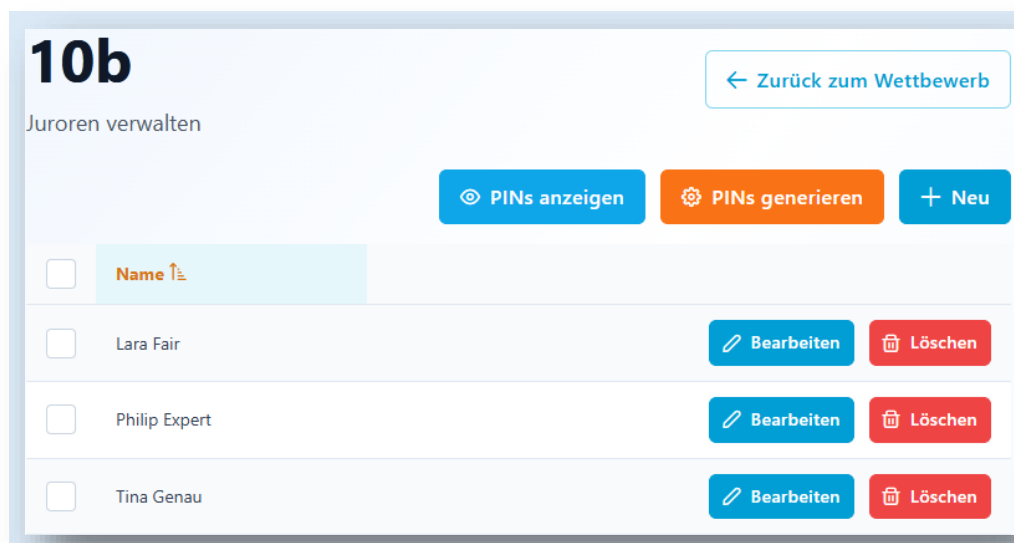 10b
← Zurück zum Wettbewerb
Juroren verwalten
PINs anzeigen
PINs generieren
+ Neu
Name
Lara Fair
Bearbeiten
Löschen
Philip Expert
Bearbeiten
Löschen
Tina Genau
Bearbeiten
Löschen